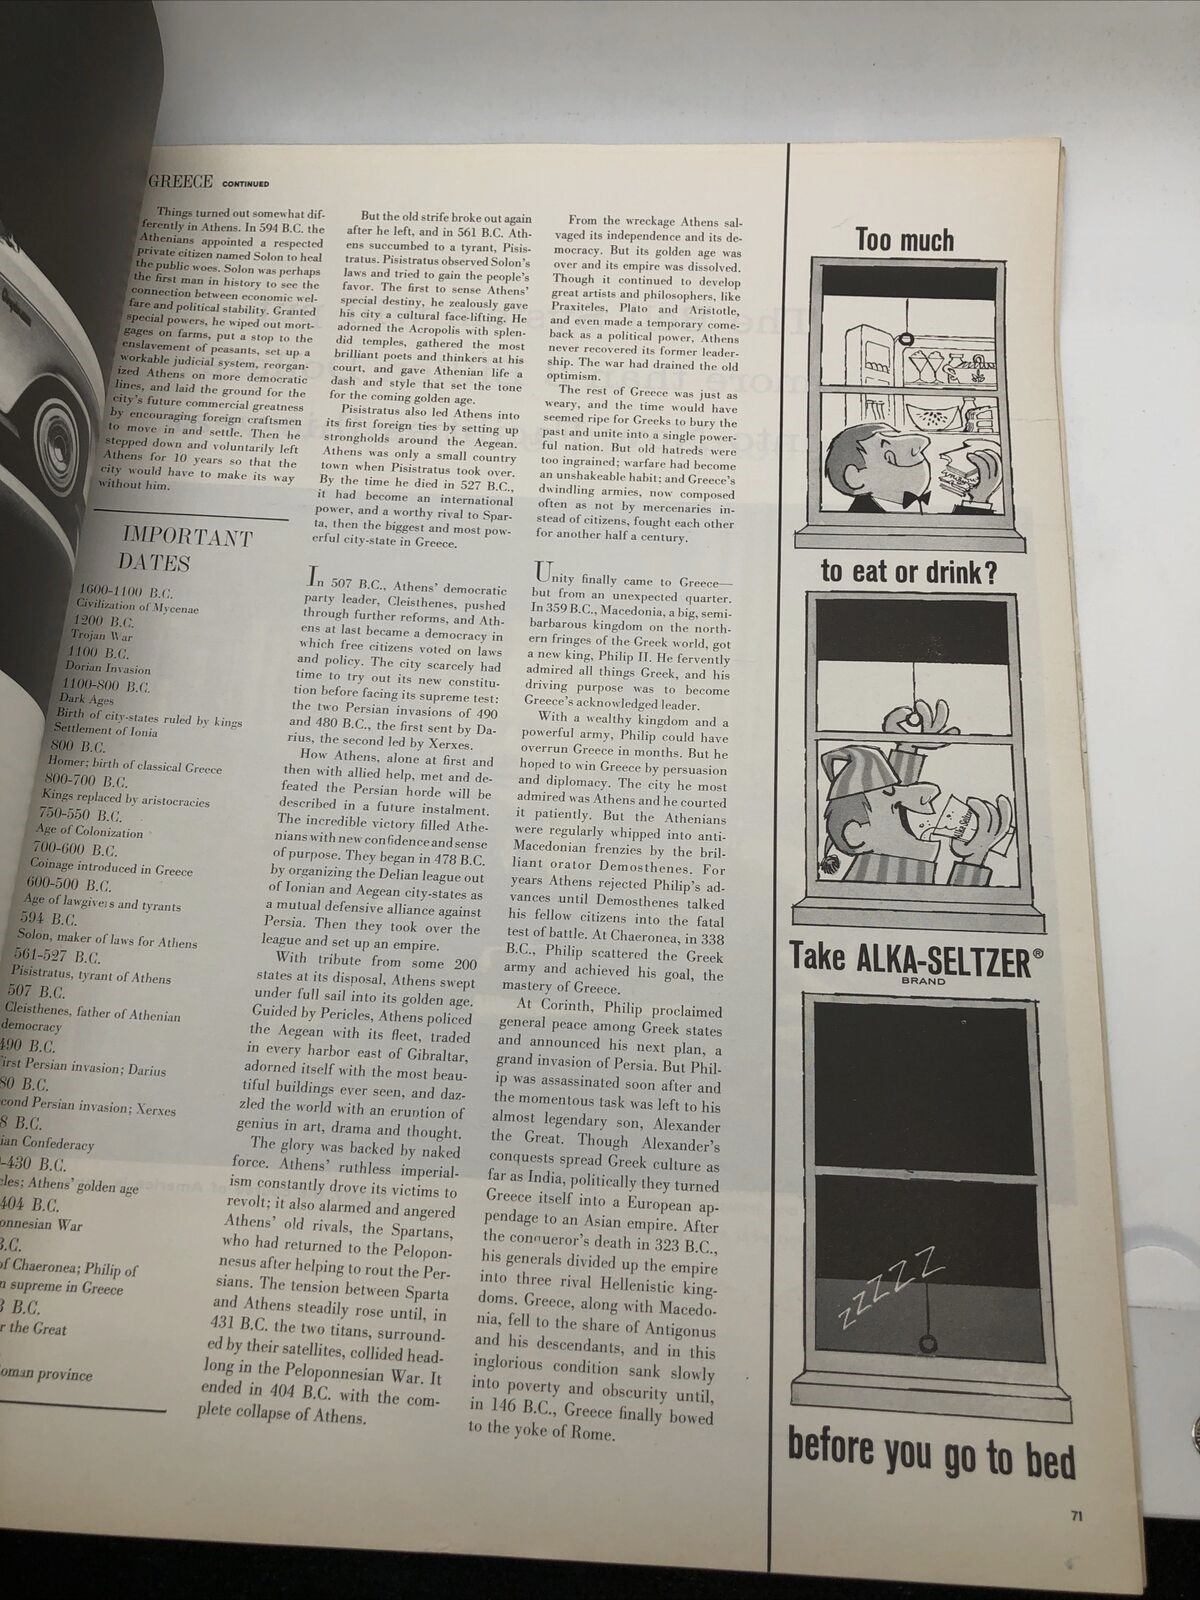 GREECE CONTINUED
Things turned out somewhat dif-
ferently in Athens. In 594 B.C. the
Athenians appointed a respected
private citizen named Solon to heal
the public woes. Solon was perhaps
the first man in history to see the
connection between economic wel-
fare and political stability. Granted
special powers, he wiped out mort-
gages on farms, put a stop to the
enslavement of peasants, set up a
workable judicial system, reorgan-
ized Athens on more democratic
lines, and laid the ground for the
city's future commercial greatness
by encouraging foreign craftsmen
to move in and settle. Then he
stepped down and voluntarily left
Athens for 10 years so that the
city would have to make its way
without him.
IMPORTANT
DATES
1600-1100 B.C.
Civilization of Mycenae
1200 B.C.
Trojan War
1100 B.C.
Dorian Invasion
1100-800 B.C.
Dark Ages
Birth of city-states ruled by kings
Settlement of Ionia
800 B.C.
Homer; birth of classical Greece
800-700 B.C.
Kings replaced by aristocracies
750-550 B.C.
Age of Colonization
700-600 B.C.
Coinage introduced in Greece
600-500 B.C.
Age of lawgivers and tyrants
594 B.C.
Solon, maker of laws for Athens
561-527 B.C.
Pisistratus, tyrant of Athens
507 B.C.
Cleisthenes, father of Athenian
democracy
490 B.C.
irst Persian invasion; Darius
80 B.C.
cond Persian invasion; Xerxes
8 B.C.
ian Confederacy
-430 B.C.
cles; Athens' golden age
404 B.C.
onnesian War
B.C.
of Chaeronea; Philip of
n supreme in Greece
3 B.C.
r the Great
oman province
But the old strife broke out again
after he left, and in 561 B.C. Ath-
ens succumbed to a tyrant, Pisis-
tratus. Pisistratus observed Solon's
laws and tried to gain the people's
favor. The first to sense Athens'
special destiny, he zealously gave
his city a cultural face-lifting. He
adorned the Acropolis with splen-
did temples, gathered the most
brilliant poets and thinkers at his
court, and gave Athenian life a
dash and style that set the tone
for the coming golden age.
Pisistratus also led Athens into
its first foreign ties by setting up
strongholds around the Aegean.
Athens was only a small country
town when Pisistratus took over.
By the time he died in 527 B.C.,
it had become an international
power, and a worthy rival to Spar-
ta, then the biggest and most pow-
erful city-state in Greece.
In 507 B.C., Athens' democratic
party leader, Cleisthenes, pushed
through further reforms, and Ath-
ens at last became a democracy in
which free citizens voted on laws
and policy. The city scarcely had
time to try out its new constitu-
tion before facing its supreme test:
the two Persian invasions of 490
and 480 B.C., the first sent by Da-
rius, the second led by Xerxes.
How Athens, alone at first and
then with allied help, met and de-
feated the Persian horde will be
described in a future instalment.
The incredible victory filled Athe-
nians with new confidence and sense
of purpose. They began in 478 B.C.
by organizing the Delian league out
of Ionian and Aegean city-states as
a mutual defensive alliance against
Persia. Then they took over the
league and set up an empire.
With tribute from some 200
states at its disposal, Athens swept
under full sail into its golden age.
Guided by Pericles, Athens policed
the Aegean with its fleet, traded
in every harbor east of Gibraltar,
adorned itself with the most beau-
tiful buildings ever seen, and daz-
zled the world with an eruption of
genius in art, drama and thought.
The glory was backed by naked
force. Athens' ruthless imperial-
ism constantly drove its victims to
revolt; it also alarmed and angered
Athens' old rivals, the Spartans,
who had returned to the Pelopon-
nesus after helping to rout the Per-
sians. The tension between Sparta
and Athens steadily rose until, in
431 B.C. the two titans, surround-
ed by their satellites, collided head-
long in the Peloponnesian War. It
ended in 404 B.C. with the com-
plete collapse of Athens.
From the wreckage Athens sal-
vaged its independence and its de-
mocracy. But its golden age was
over and its empire was dissolved.
Though it continued to develop
great artists and philosophers, like
Praxiteles, Plato and Aristotle,
and even made a temporary come-
back as a political power, Athens
never recovered its former leader-
ship. The war had drained the old
optimism.
The rest of Greece was just as
weary, and the time would have
seemed ripe for Greeks to bury the
past and unite into a single power-
ful nation. But old hatreds were
too ingrained; warfare had become
an unshakeable habit; and Greece's
dwindling armies, now composed
often as not by mercenaries in-
stead of citizens, fought each other
for another half a century.
Unity finally came to Greece—
but from an unexpected quarter.
In 359 B.C., Macedonia, a big, semi-
barbarous kingdom on the north-
ern fringes of the Greek world, got
a new king, Philip II. He fervently
admired all things Greek, and his
driving purpose was to become
Greece's acknowledged leader.
With a wealthy kingdom and a
powerful army, Philip could have
overrun Greece in months. But he
hoped to win Greece by persuasion
and diplomacy. The city he most
admired was Athens and he courted
it patiently. But the Athenians
were regularly whipped into anti-
Macedonian frenzies by the bril-
liant orator Demosthenes. For
years Athens rejected Philip's ad-
vances until Demosthenes talked
his fellow citizens into the fatal
test of battle. At Chaeronea, in 338
B.C., Philip scattered the Greek
army and achieved his goal, the
mastery of Greece.
At Corinth, Philip proclaimed
general peace among Greek states
and announced his next plan, a
grand invasion of Persia. But Phil-
ip was assassinated soon after and
the momentous task was left to his
almost legendary son, Alexander
the Great. Though Alexander's
conquests spread Greek culture as
far as India, politically they turned
Greece itself into a European ap-
pendage to an Asian empire. After
the conqueror's death in 323 B.C.,
his generals divided up the empire
into three rival Hellenistic king-
doms. Greece, along with Macedo-
nia, fell to the share of Antigonus
and his descendants, and in this
inglorious condition sank slowly
into poverty and obscurity until,
in 146 B.C., Greece finally bowed
to the yoke of Rome.
Too much
to eat or drink?
Alka-Seltzer
Take ALKA-SELTZER®
BRAND
zZZZZ
before you go to bed
71